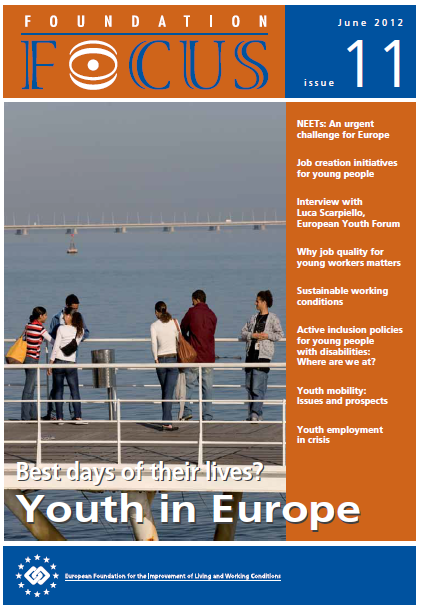 FOUNDATION
FOCUS
June 2012
issue 11
NEETs: An urgent
challenge for Europe
Job creation initiatives
for young people
Interview with
Luca Scarpiello,
European Youth Forum
Why job quality for
young workers matters
Sustainable working
conditions
Active inclusion policies
for young people
with disabilities:
Where are we at?
Youth mobility:
Issues and prospects
Youth employment
in crisis
Best days of their lives?
Youth in Europe
European Foundation for the Improvement of Living and Working Conditions